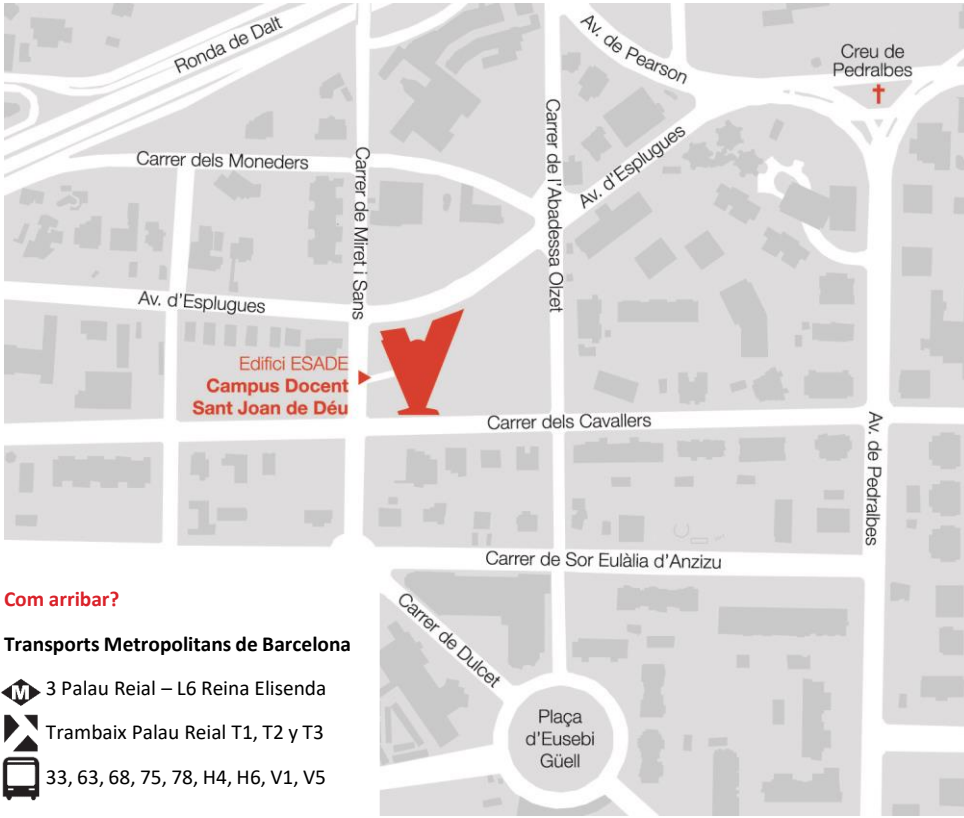 Ronda de Dalt
Av. de Pearson
Creu de
Pedralbes
Carrer dels Moneders
Carrer de Miret i Sans
Carrer de l'Abadessa Olzet
Av. d'Esplugues
Av. d'Esplugues
Edifici ESADE
Campus Docent
Sant Joan de Déu
Carrer dels Cavallers
Av. de Pedralbes
Carrer de Sor Eulàlia d'Anzizu
Carrer de Dulcet
Plaça
d'Eusebi
Güell
Com arribar?
Transports Metropolitans de Barcelona
M 3 Palau Reial – L6 Reina Elisenda
Trambaix Palau Reial T1, T2 y T3
33, 63, 68, 75, 78, H4, H6, V1, V5